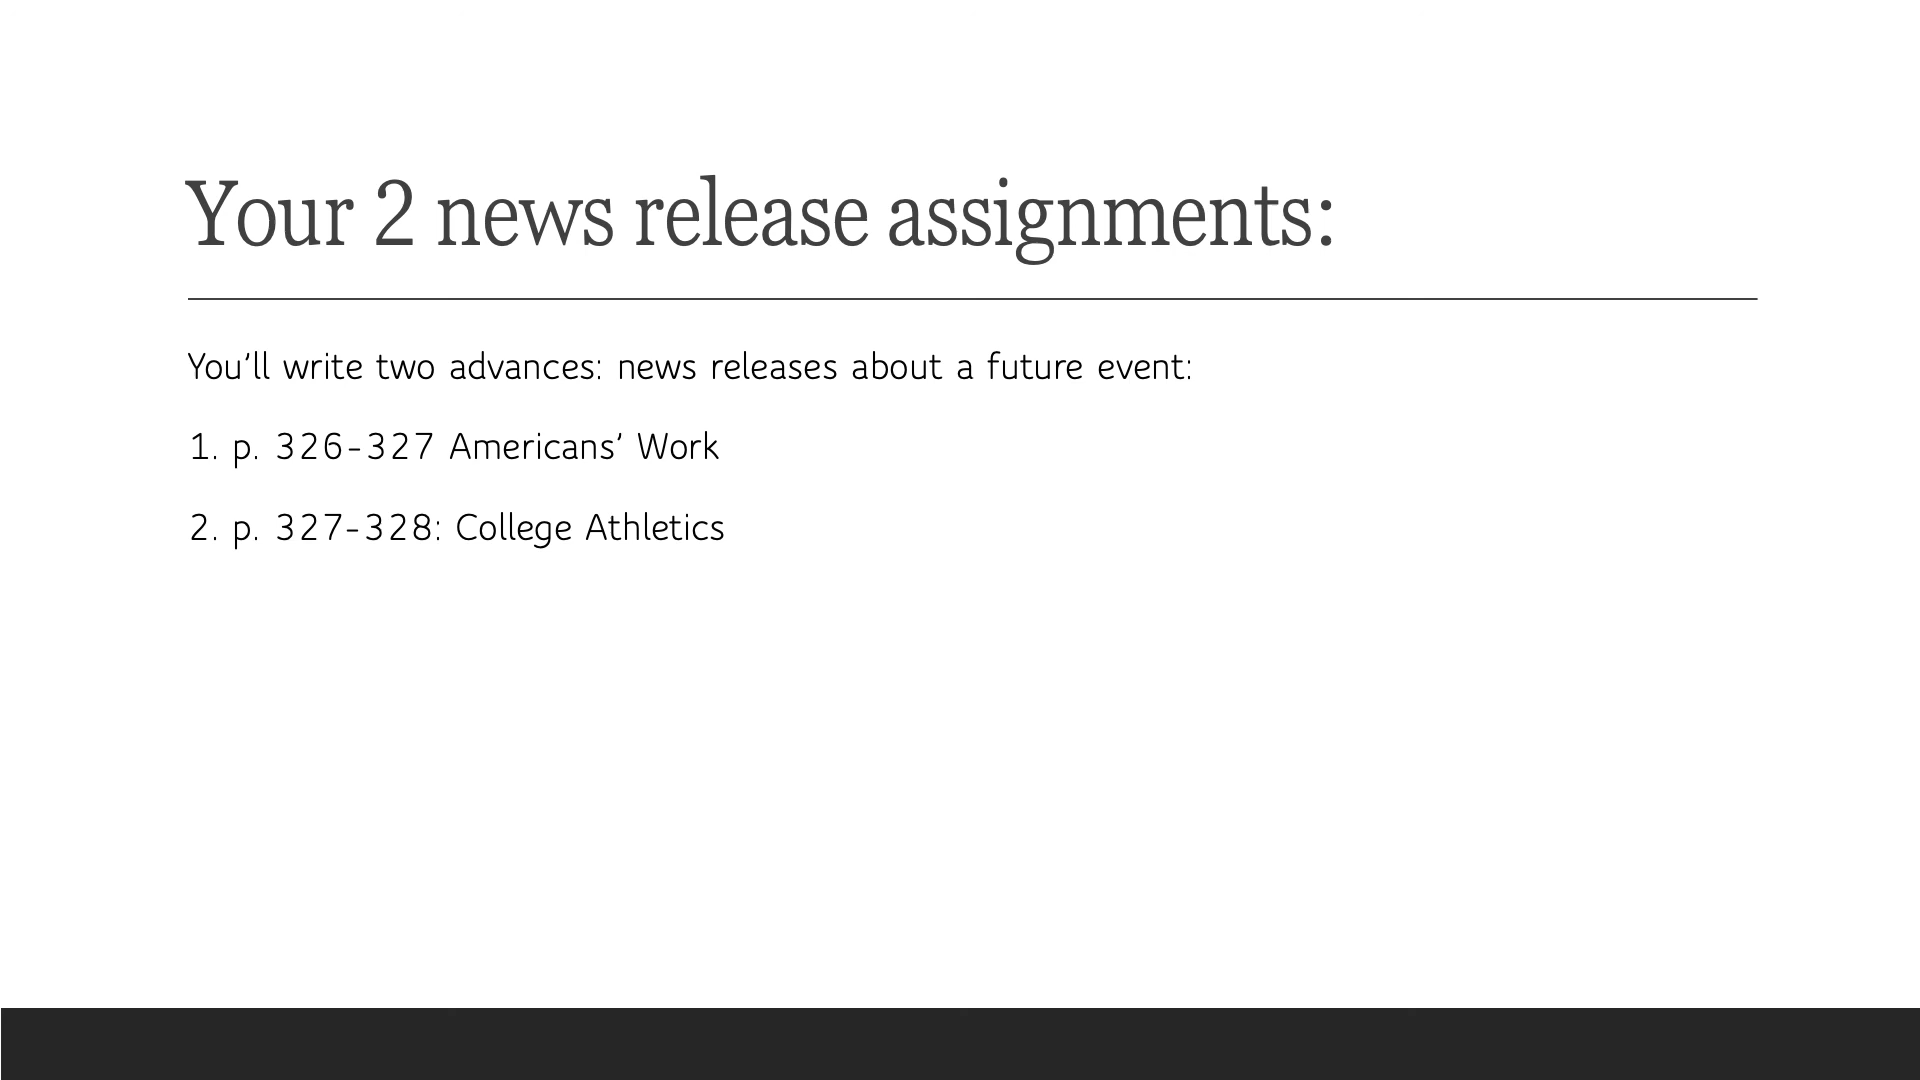 Your 2 news release assignments:
You’ll write two advances: news releases about a future event:
1. p. 326-327 Americans’ Work
2. p. 327-328: College Athletics